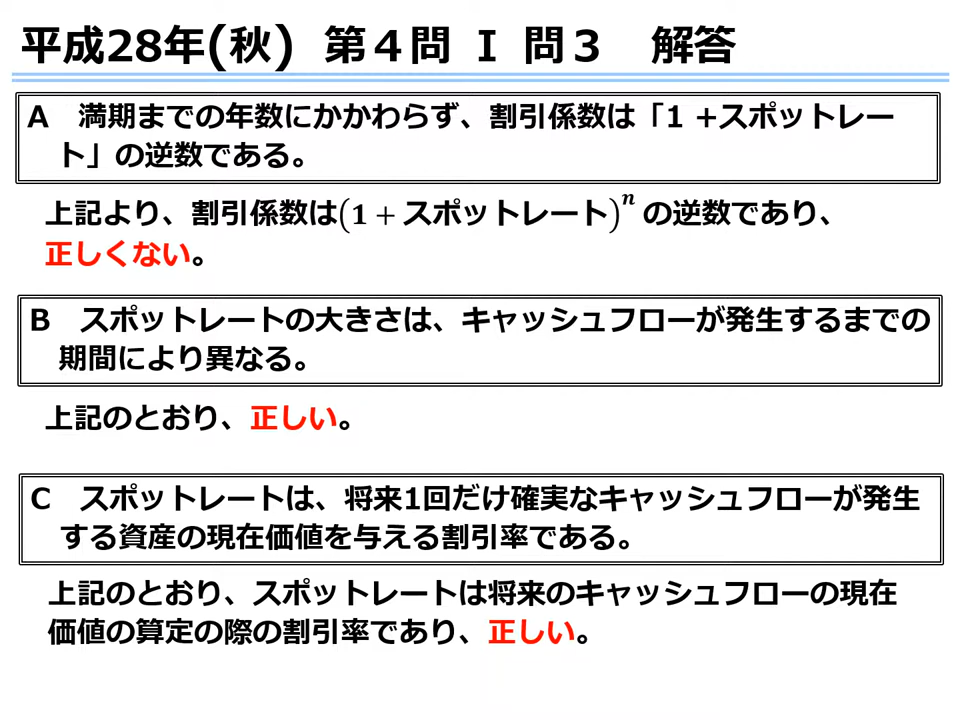 平成28年(秋) 第４問 Ⅰ 問３　解答
A　満期までの年数にかかわらず、割引係数は「1 +スポットレー
ト」の逆数である。
上記より、割引係数は(1 + スポットレート)^n の逆数であり、
正しくない。
B　スポットレートの大きさは、キャッシュフローが発生するまでの
期間により異なる。
上記のとおり、正しい。
C　スポットレートは、将来1回だけ確実なキャッシュフローが発生
する資産の現在価値を与える割引率である。
上記のとおり、スポットレートは将来のキャッシュフローの現在
価値の算定の際の割引率であり、正しい。